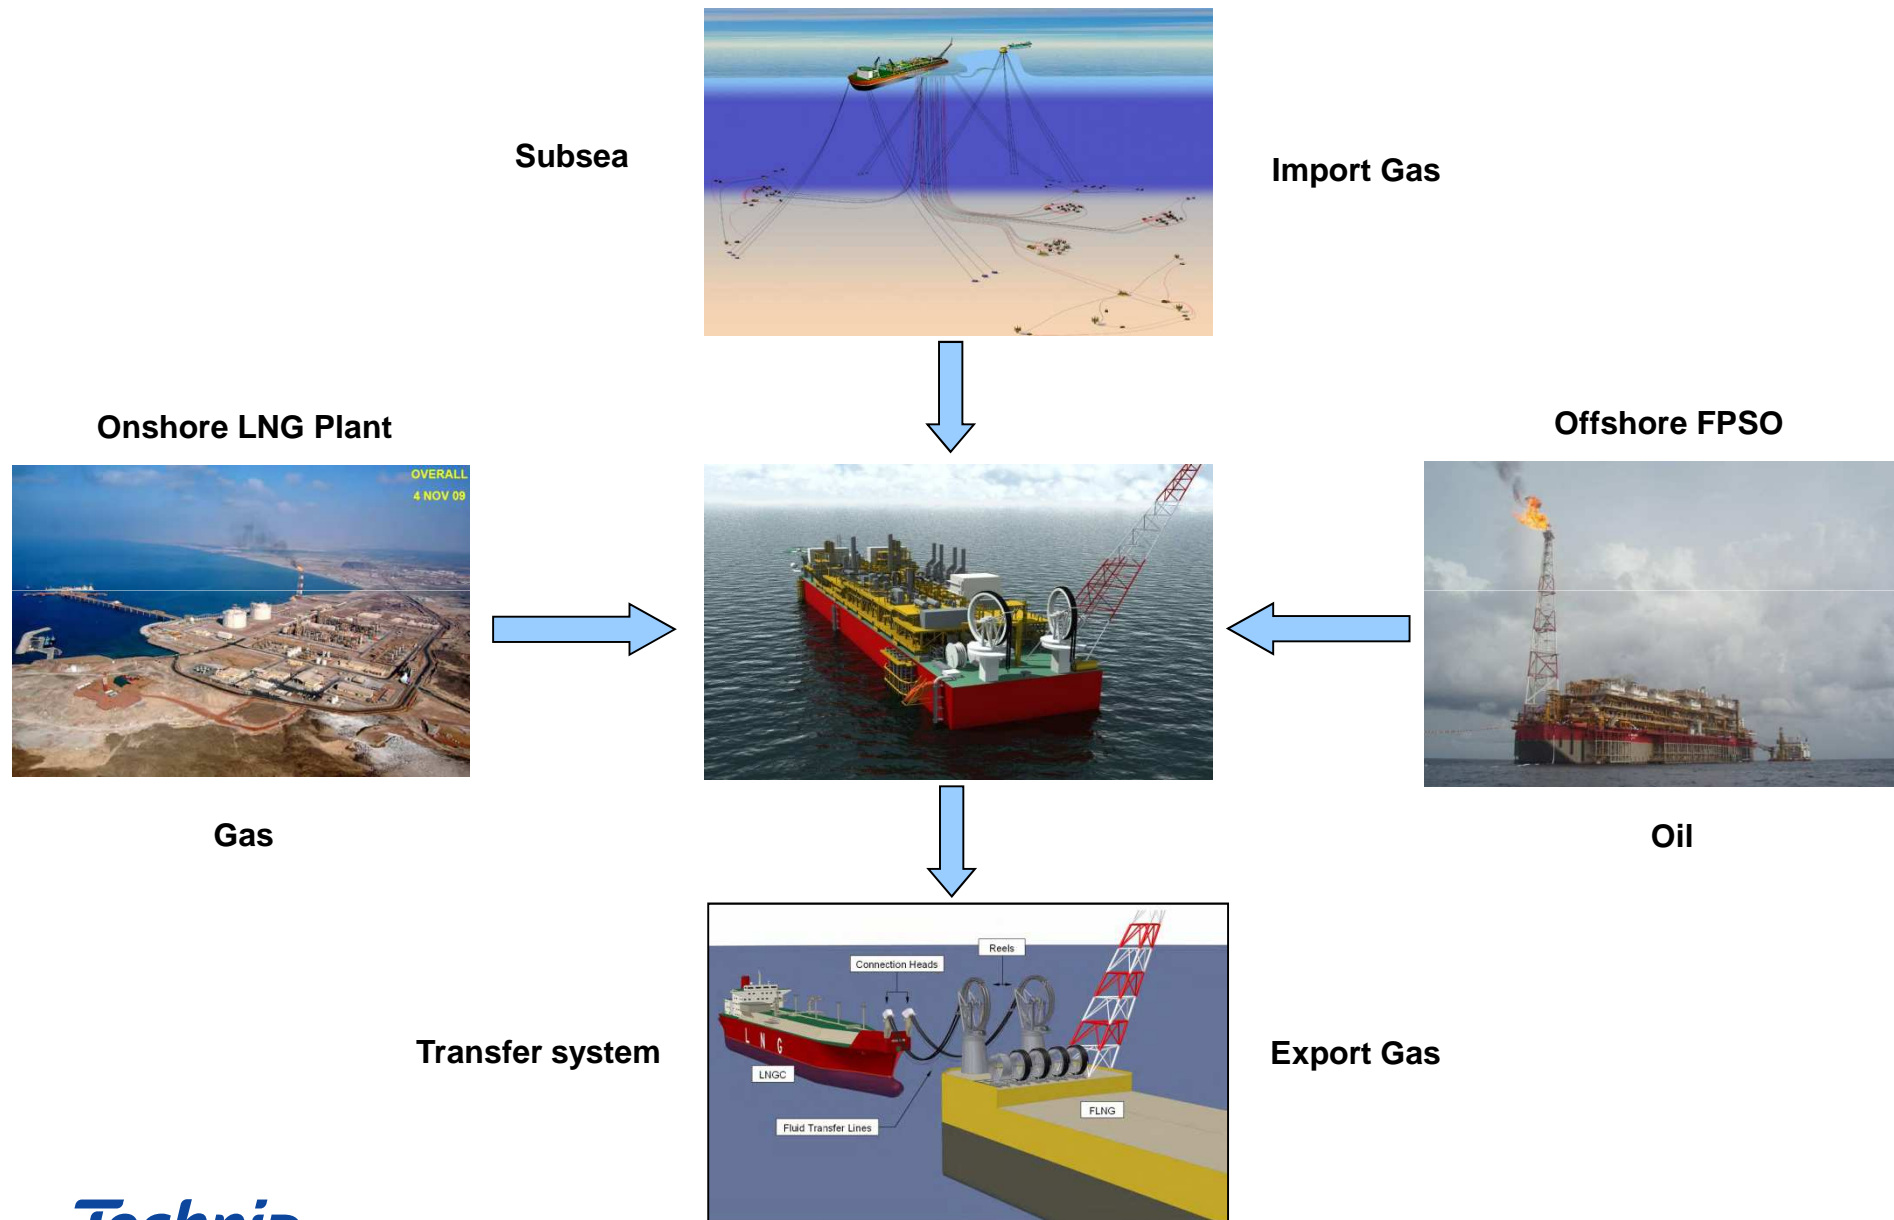 Subsea
Import Gas
Onshore LNG Plant
Offshore FPSO
OVERALL
4 NOV 09
Gas
Oil
Reels
Connection Heads
Transfer system
Export Gas
L N G
LNGC
FLNG
Fluid Transfer Lines
Technip